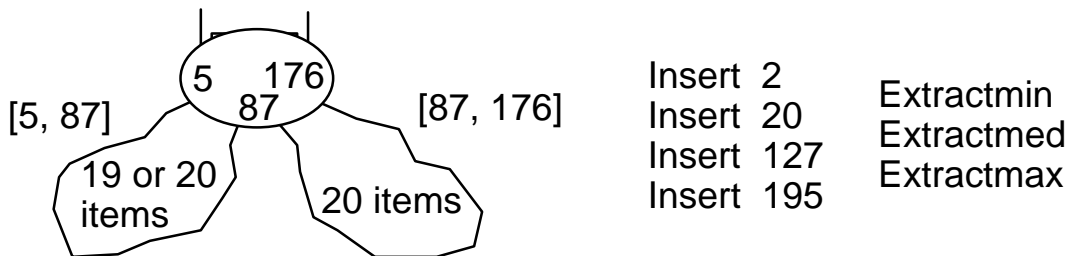 5 176
87
[5, 87]
[87, 176]
19 or 20
items
20 items
Insert 2
Insert 20
Insert 127
Insert 195
Extractmin
Extractmed
Extractmax